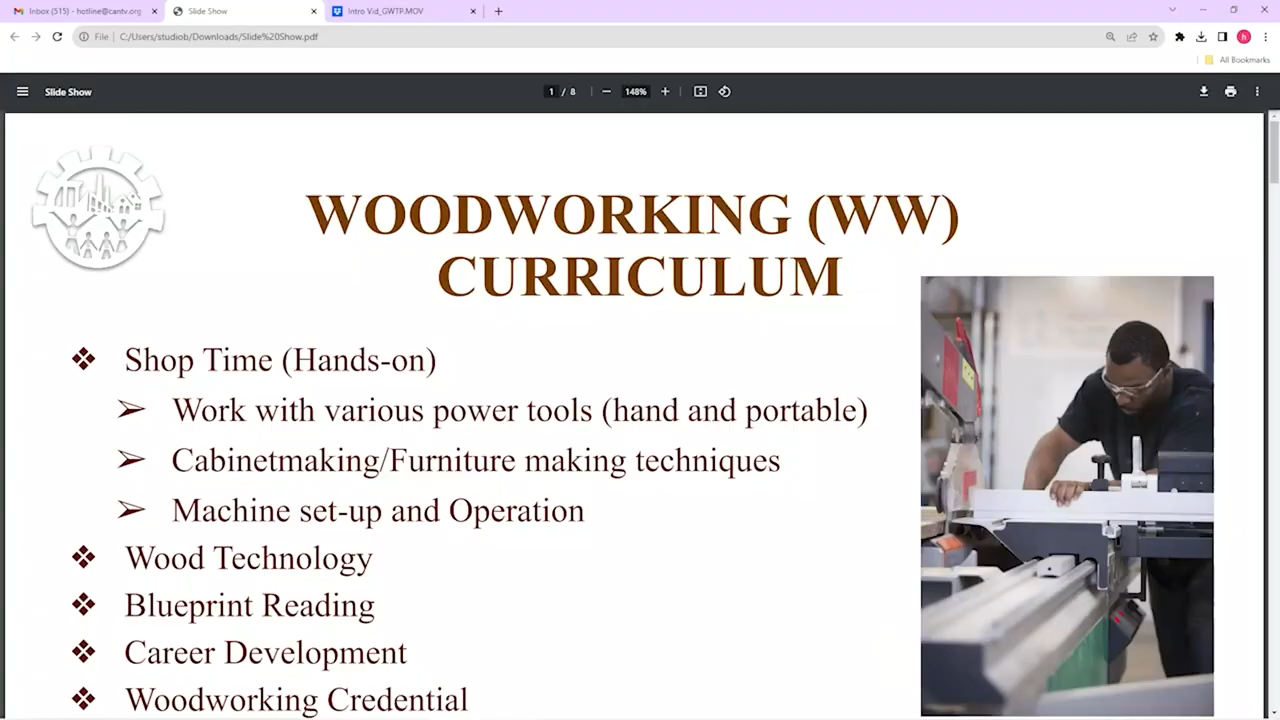 Inbox (515) - hotline@cantv.org
Slide Show
Intro Vid_GWTP.MOV
File
C:/Users/studiob/Downloads/Slide%20Show.pdf
h
All Bookmarks
Slide Show
1 / 8
148%
WOODWORKING (WW)
CURRICULUM
❖ Shop Time (Hands-on)
➢ Work with various power tools (hand and portable)
➢ Cabinetmaking/Furniture making techniques
➢ Machine set-up and Operation
❖ Wood Technology
❖ Blueprint Reading
❖ Career Development
❖ Woodworking Credential